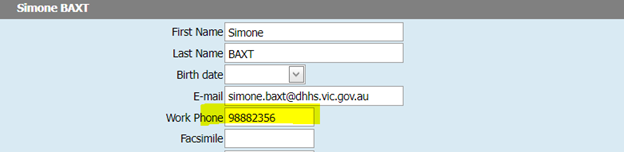 Simone BAXT
First Name Simone
Last Name BAXT
Birth date
E-mail simone.baxt@dhhs.vic.gov.au
Work Phone 98882356
Facsimile